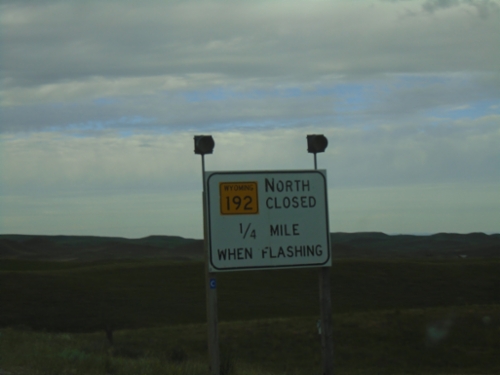 WYOMING
192
NORTH
CLOSED
1/4 MILE
WHEN FLASHING